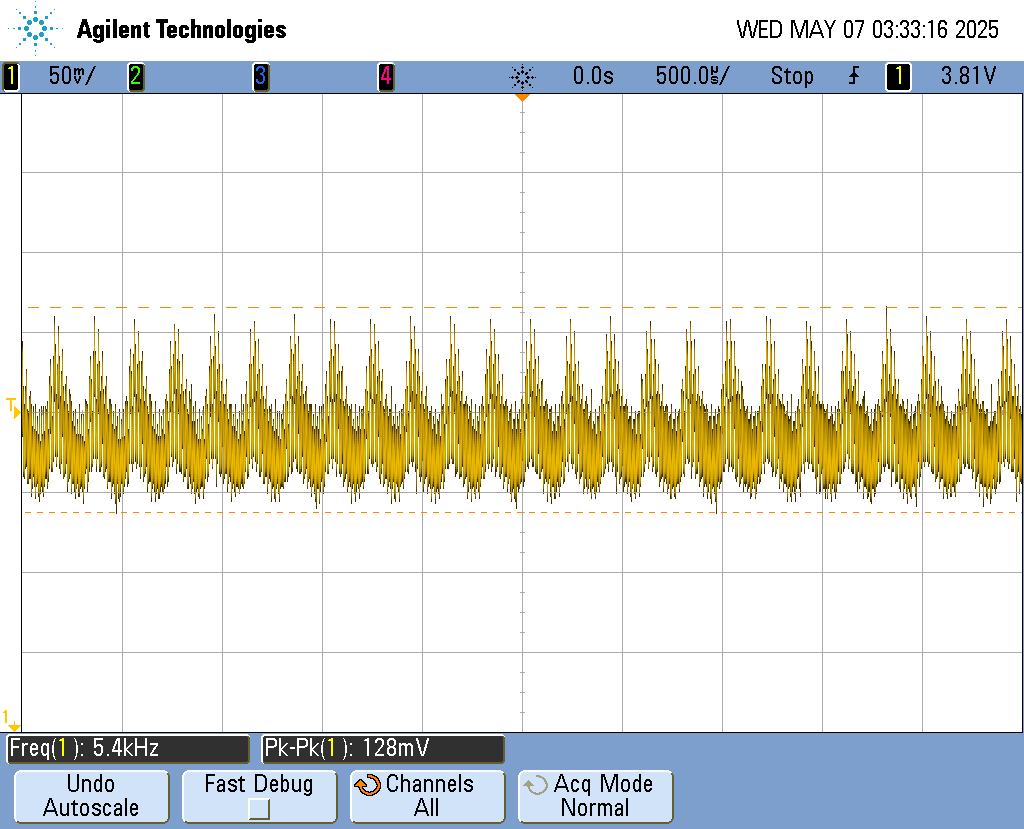 Agilent Technologies
WED MAY 07 03:33:16 2025
1 50mV/ 2 3 4 0.0s 500.0µs/ Stop 1 3.81V
T
1
Freq(1): 5.4kHz Pk-Pk(1): 128mV
Undo Autoscale
Fast Debug
Channels All
Acq Mode Normal